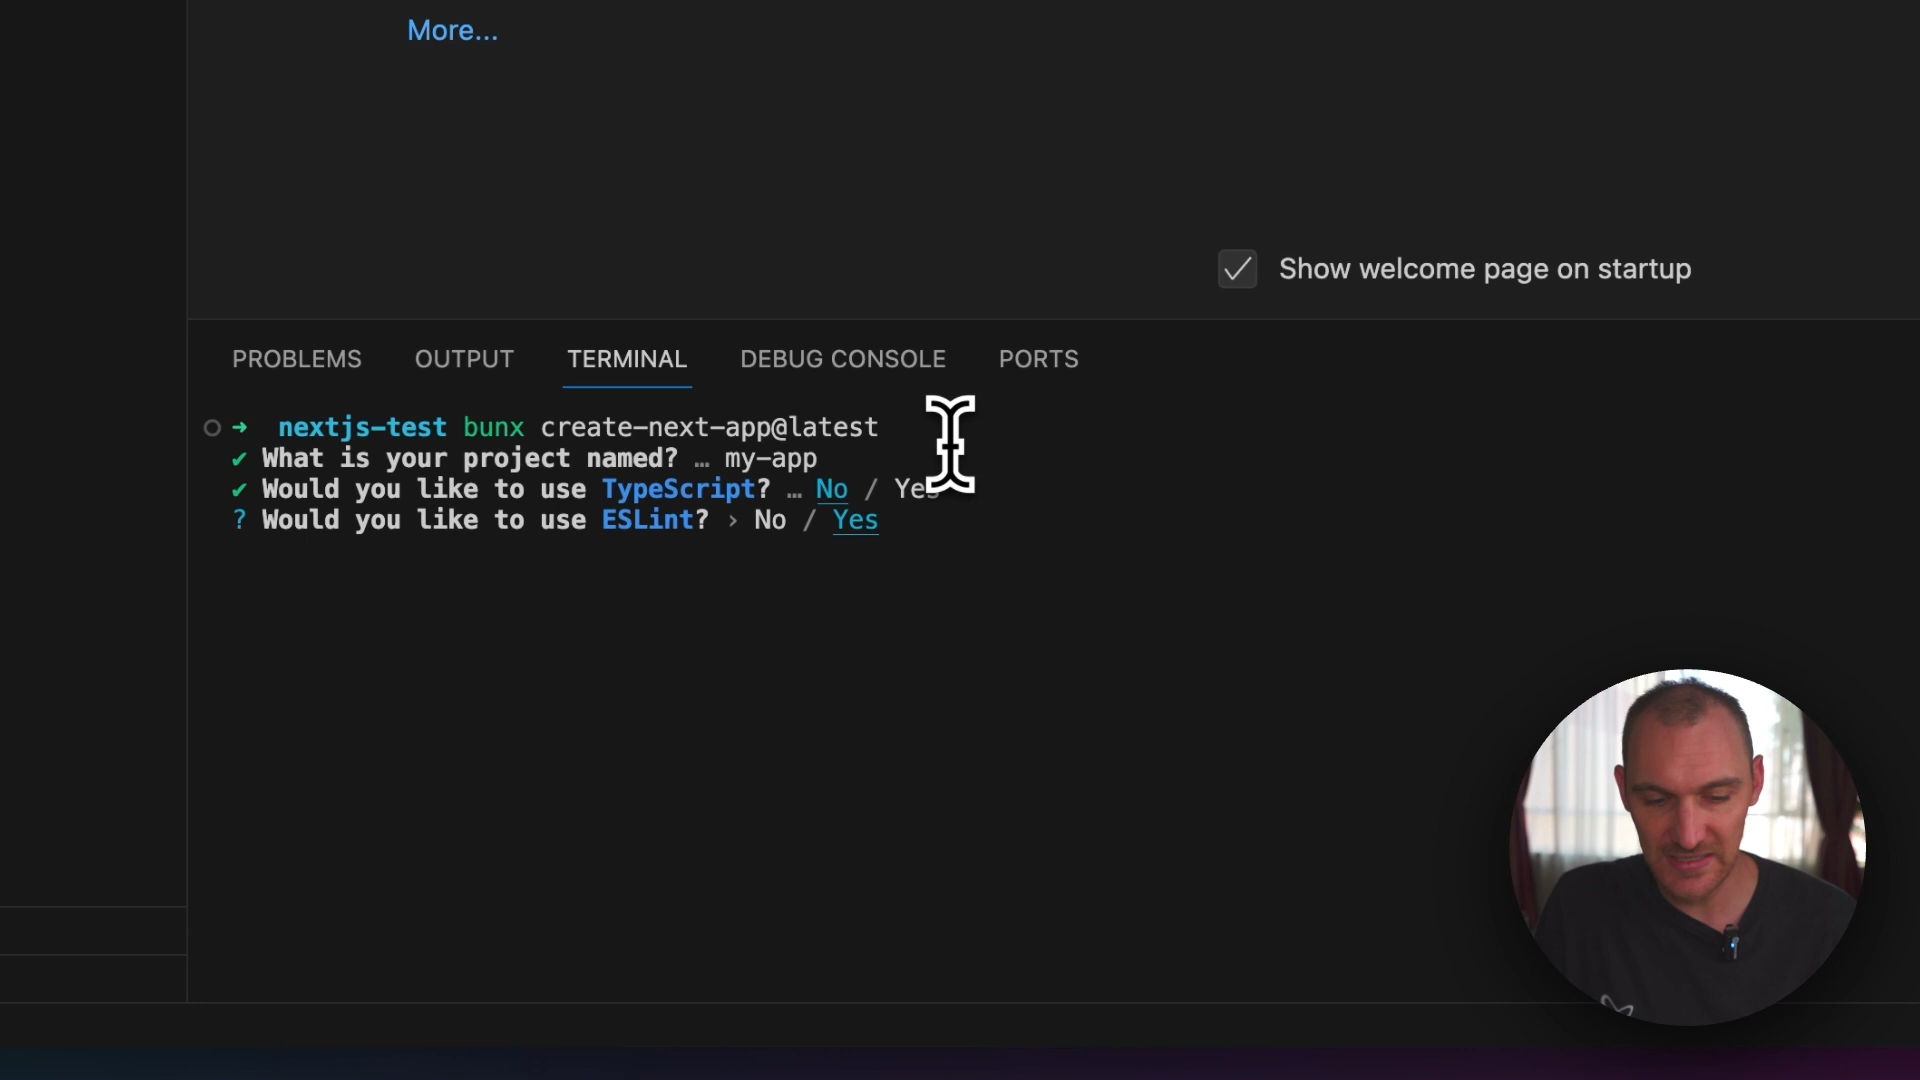 More...
Show welcome page on startup
PROBLEMS OUTPUT TERMINAL DEBUG CONSOLE PORTS
➜ nextjs-test bunx create-next-app@latest
✔ What is your project named? … my-app
✔ Would you like to use TypeScript? … No / Yes
? Would you like to use ESLint? › No / Yes